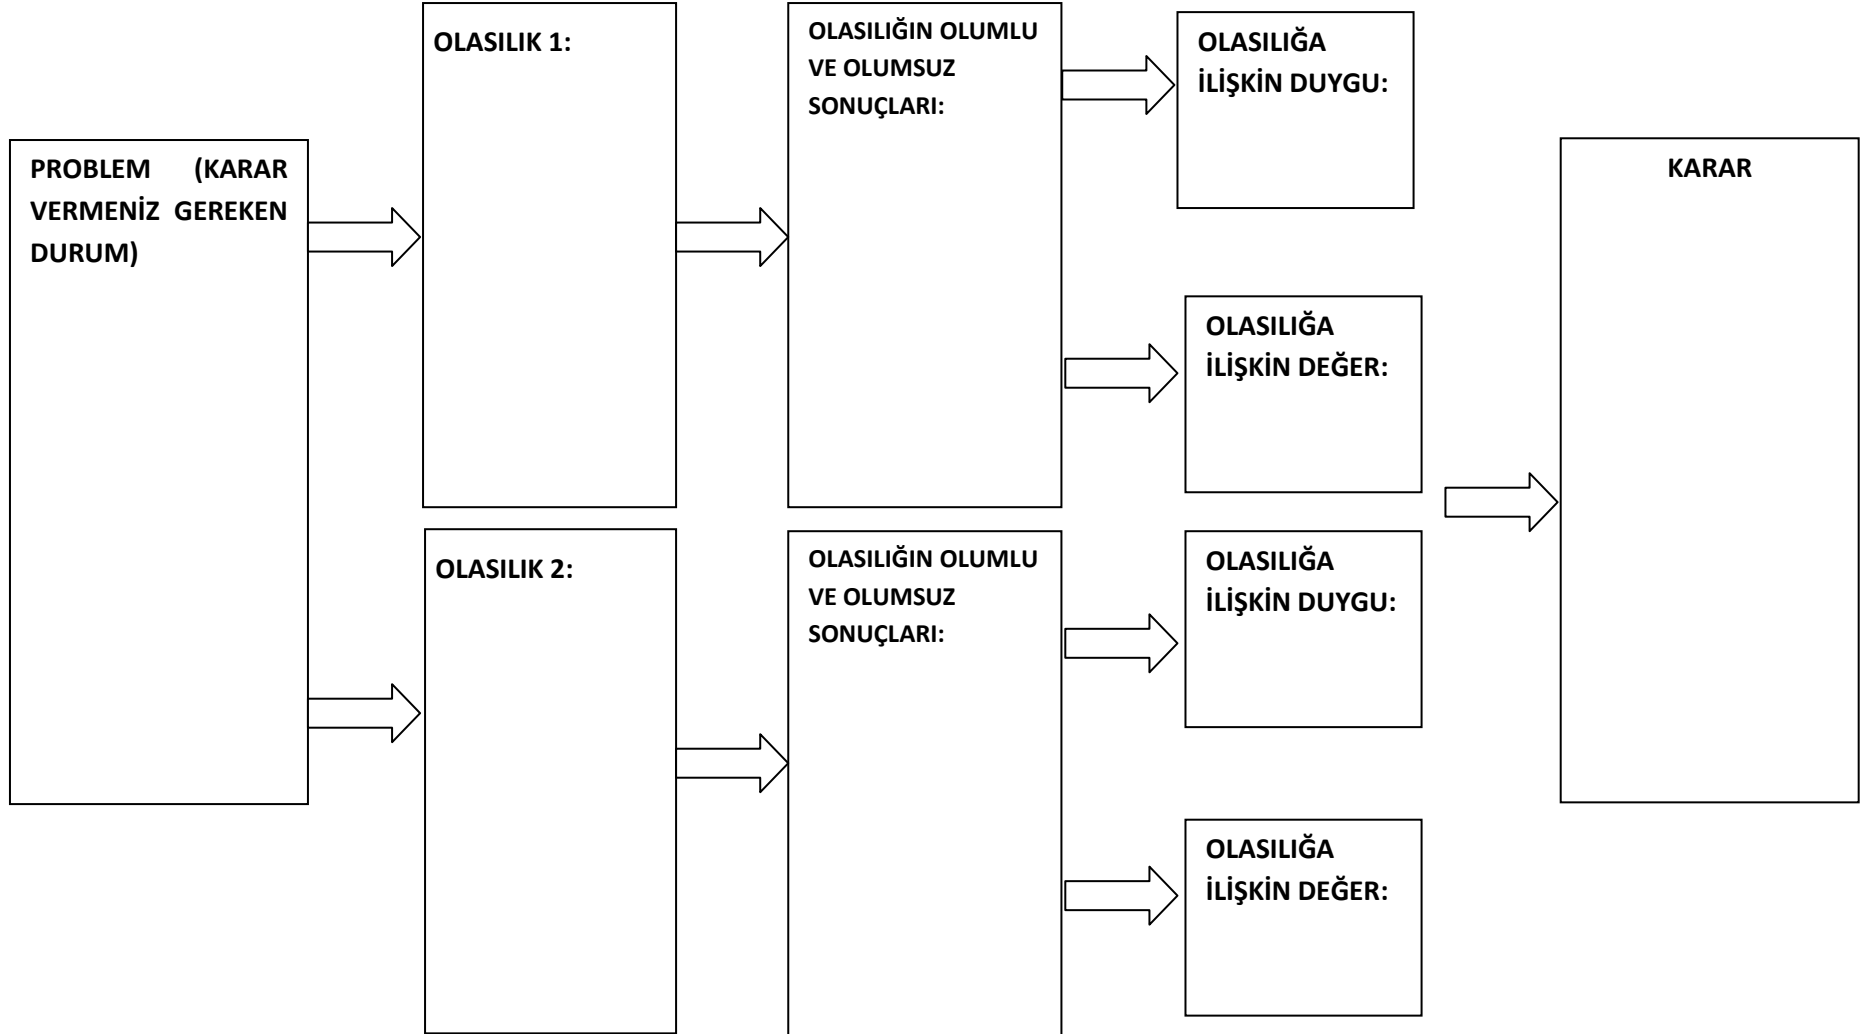 PROBLEM (KARAR
VERMENİZ GEREKEN
DURUM)
OLASILIK 1:
OLASILIĞIN OLUMLU
VE OLUMSUZ
SONUÇLARI:
OLASILIĞA
İLİŞKİN DUYGU:
OLASILIĞA
İLİŞKİN DEĞER:
OLASILIK 2:
OLASILIĞIN OLUMLU
VE OLUMSUZ
SONUÇLARI:
OLASILIĞA
İLİŞKİN DUYGU:
OLASILIĞA
İLİŞKİN DEĞER:
KARAR